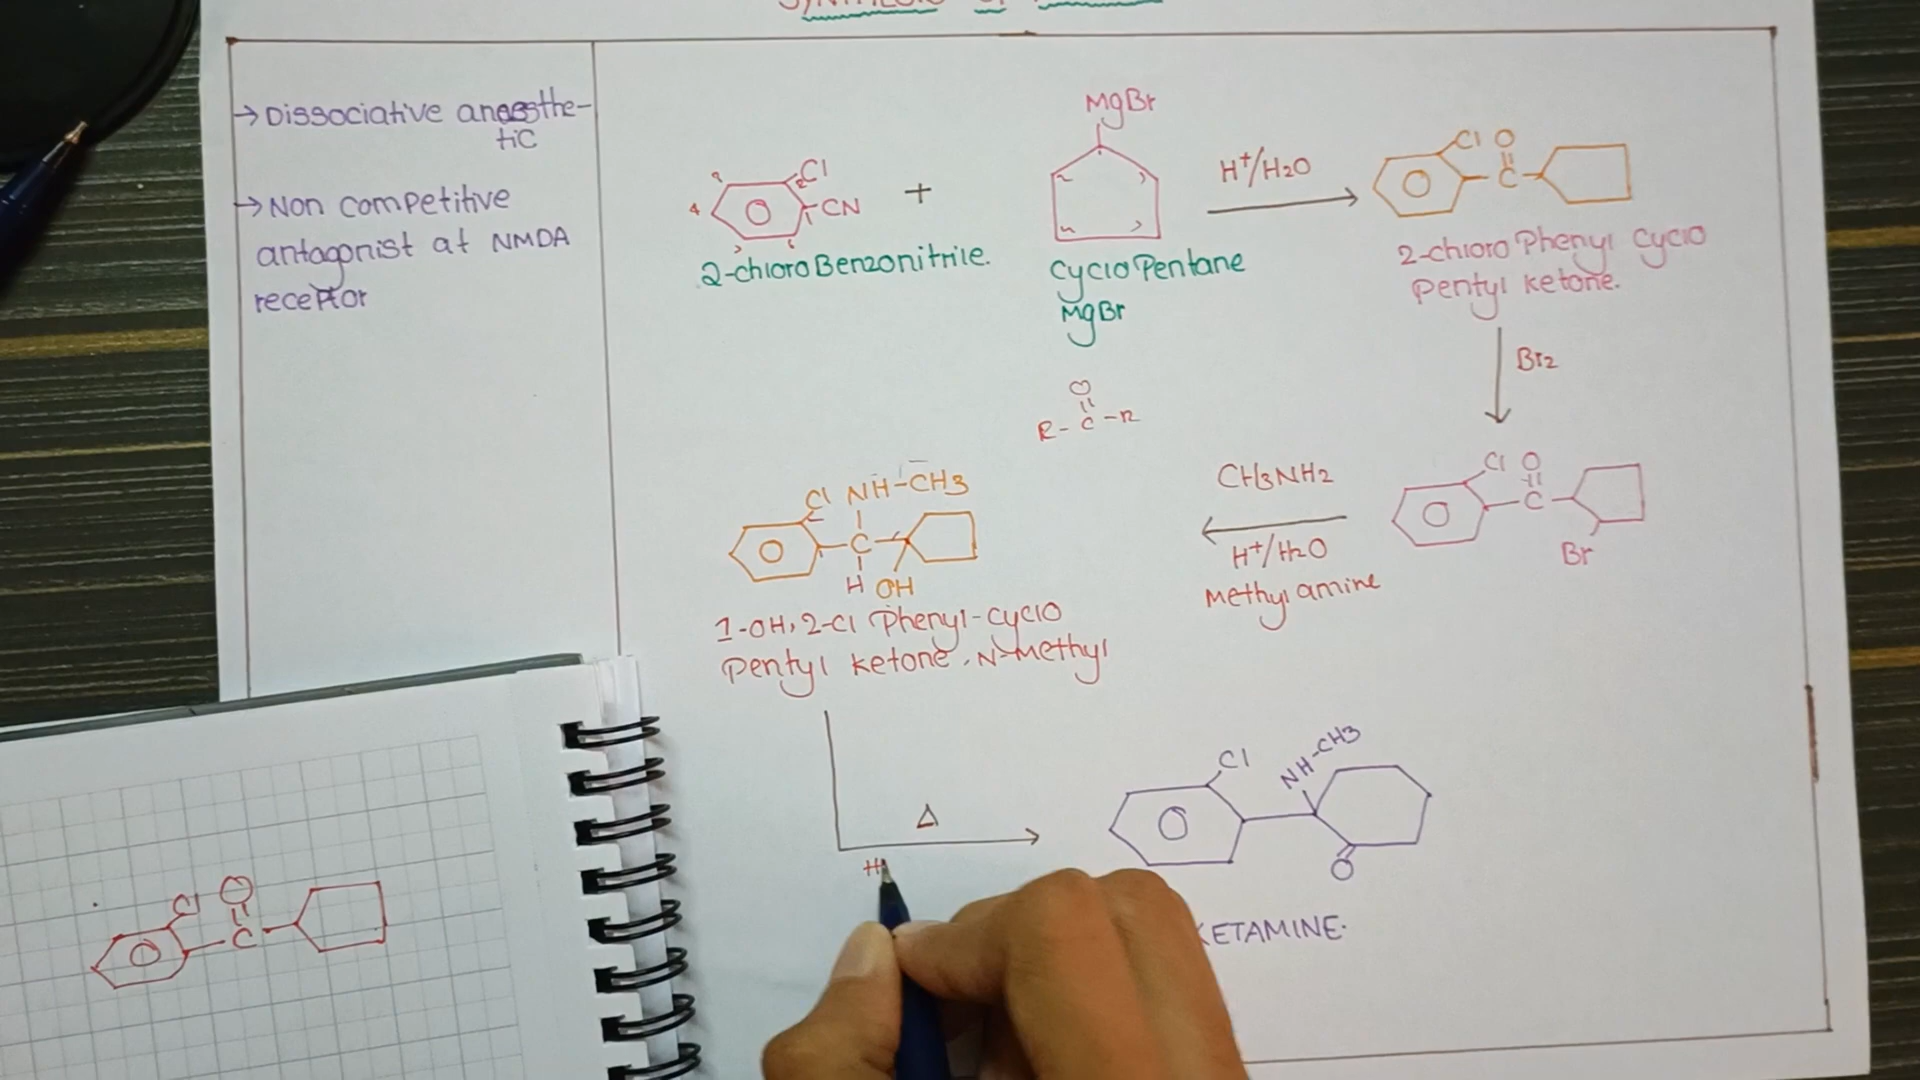 → Dissociative anaesthe-
tic
→ Non competitive
antagonist at NMDA
receptor
MgBr
Cl
CN
+
H+/H2O
Cl O
C
2-chloro Benzonitrile.
cyclo Pentane
MgBr
2-chloro Phenyl cyclo
pentyl ketone.
Br2
O
R-C-R
Cl O
C
Br
CH3NH2
H+/H2O
Methyl amine
Cl NH-CH3
C
H OH
1-OH, 2-Cl Phenyl-cyclo
pentyl ketone, N-Methyl
Δ
H
Cl
NH-CH3
O
KETAMINE.
Cl O
C